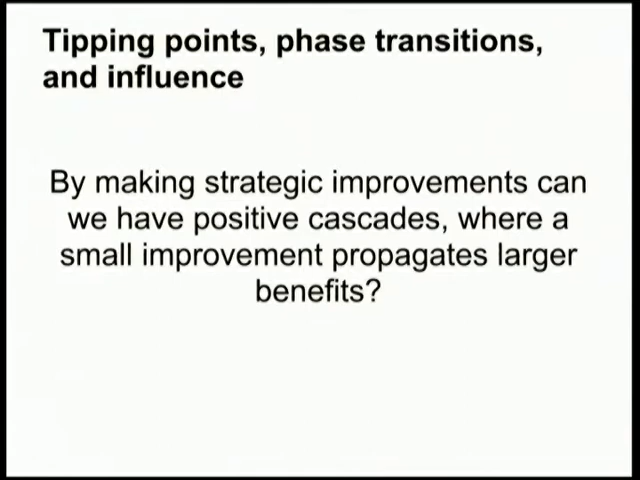 Tipping points, phase transitions,
and influence
By making strategic improvements can
we have positive cascades, where a
small improvement propagates larger
benefits?